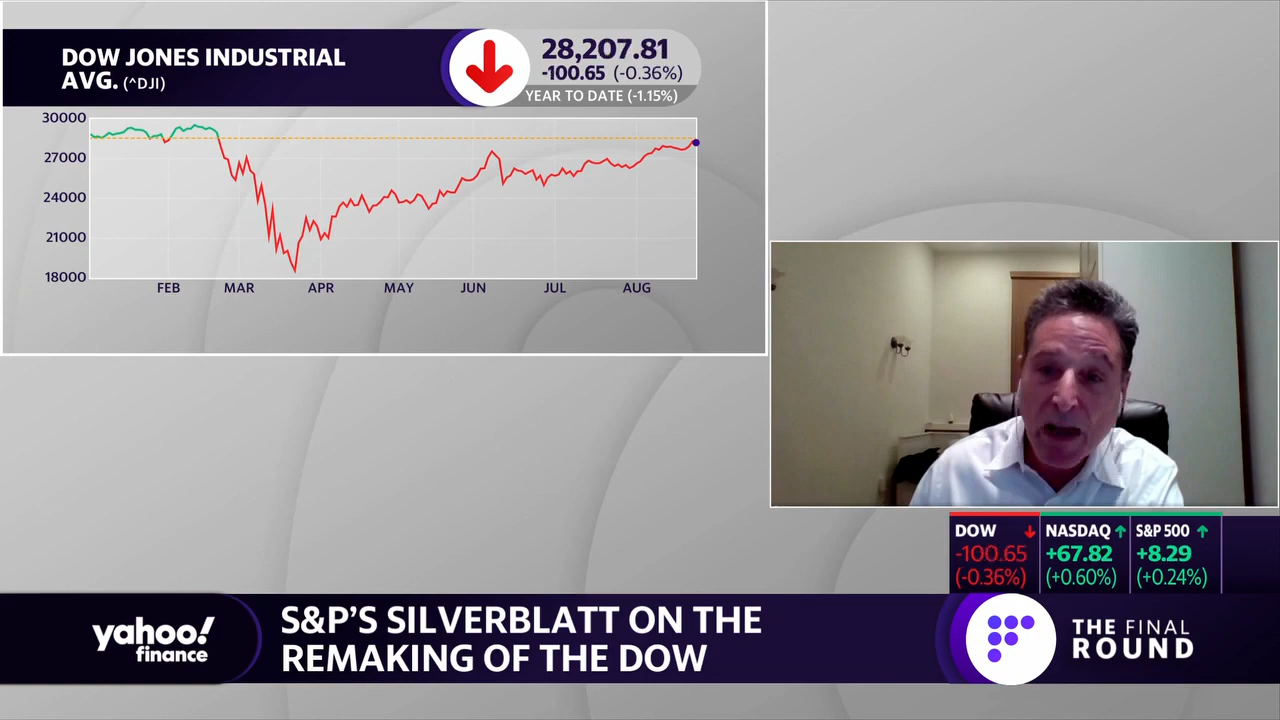 DOW JONES INDUSTRIAL
AVG. (^DJI)
28,207.81
-100.65 (-0.36%)
YEAR TO DATE (-1.15%)
30000
27000
24000
21000
18000
FEB MAR APR MAY JUN JUL AUG
DOW NASDAQ S&P 500
-100.65 +67.82 +8.29
(-0.36%) (+0.60%) (+0.24%)
yahoo!
finance
S&P'S SILVERBLATT ON THE
REMAKING OF THE DOW
THE FINAL
ROUND